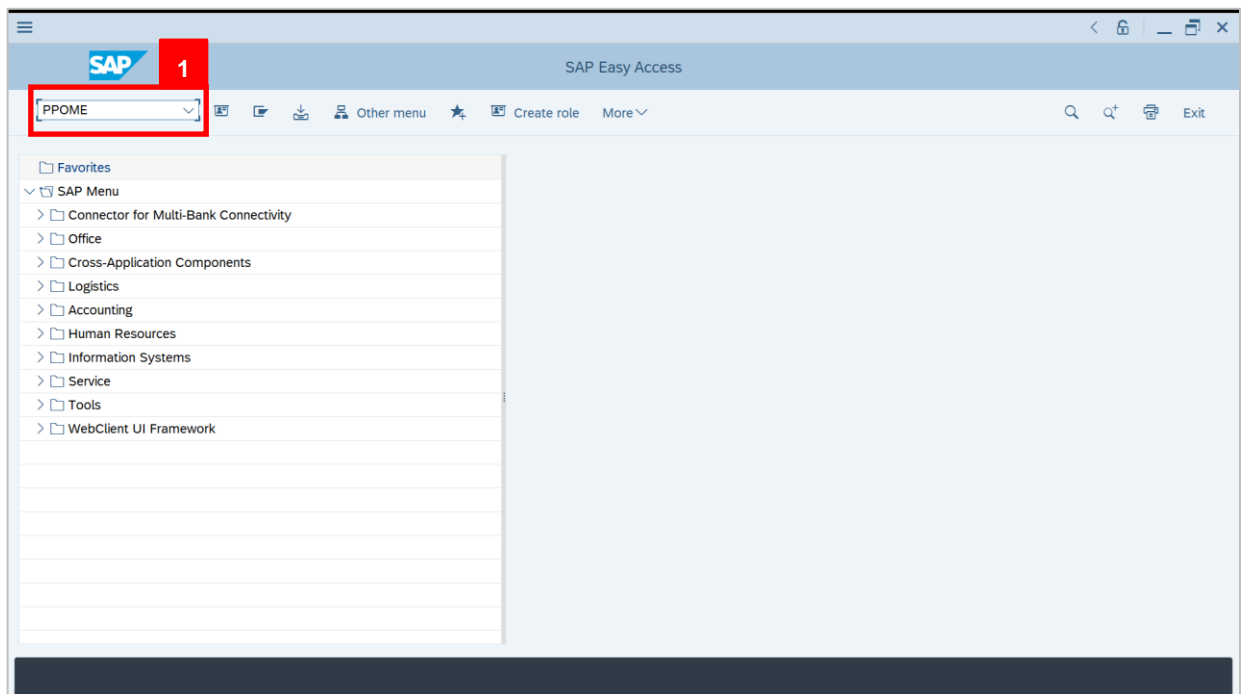 SAP
1
SAP Easy Access
PPOME
Other menu
Create role
More
Exit
Favorites
SAP Menu
Connector for Multi-Bank Connectivity
Office
Cross-Application Components
Logistics
Accounting
Human Resources
Information Systems
Service
Tools
WebClient UI Framework